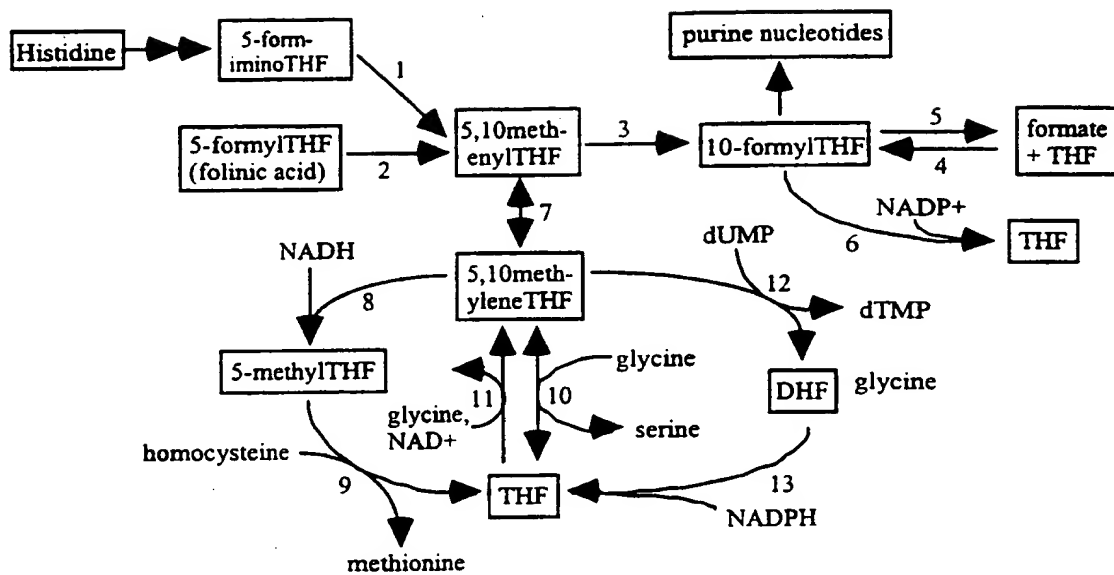 purine nucleotides
Histidine
5-form-
iminoTHF
1
5-formylTHF
(folinic acid)
2
5,10meth-
enylTHF
3
10-formylTHF
5
4
formate
+ THF
7
6
NADP+
THF
NADH
8
5,10meth-
yleneTHF
dUMP
12
dTMP
5-methylTHF
11
glycine,
NAD+
10
glycine
serine
DHF
glycine
homocysteine
9
THF
13
NADPH
methionine